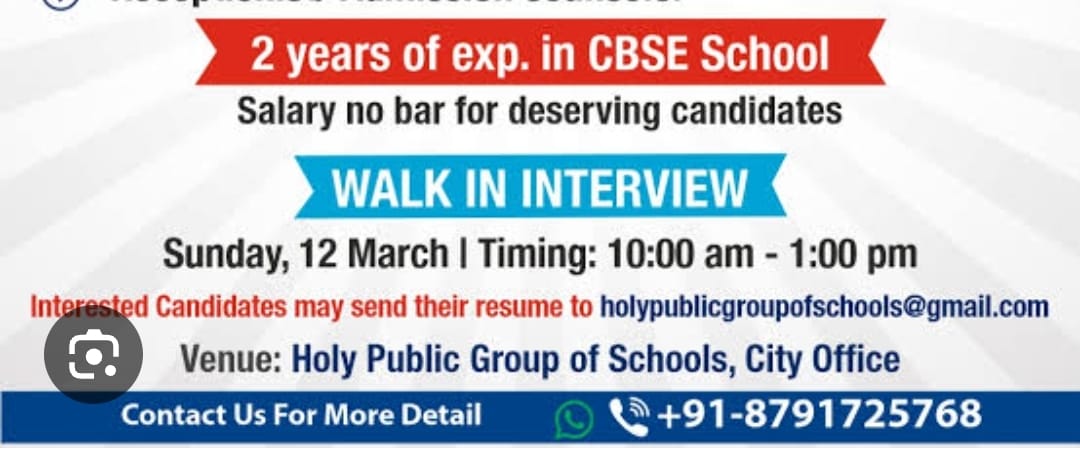 2 years of exp. in CBSE School
Salary no bar for deserving candidates
WALK IN INTERVIEW
Sunday, 12 March | Timing: 10:00 am - 1:00 pm
Interested Candidates may send their resume to holypublicgroupofschools@gmail.com
Venue: Holy Public Group of Schools, City Office
Contact Us For More Detail +91-8791725768